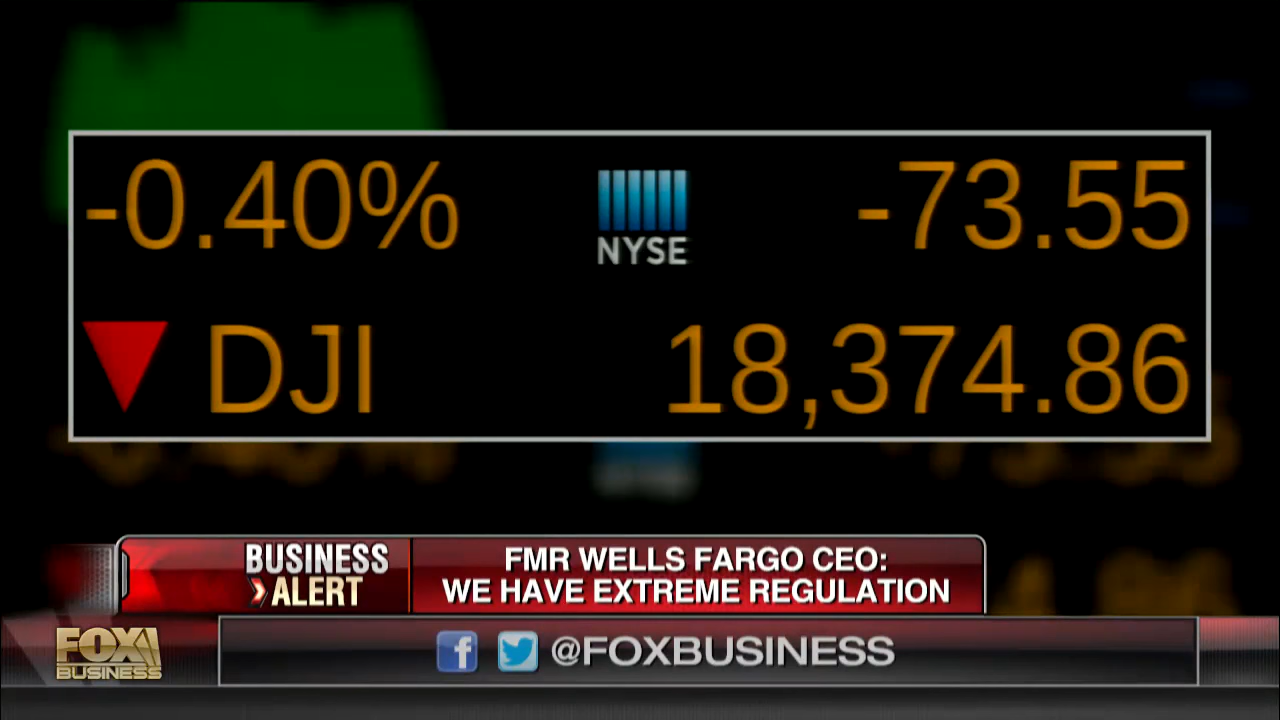 -0.40%
NYSE
-73.55
DJI
18,374.86
BUSINESS
ALERT
FMR WELLS FARGO CEO:
WE HAVE EXTREME REGULATION
FOX
BUSINESS
@FOXBUSINESS